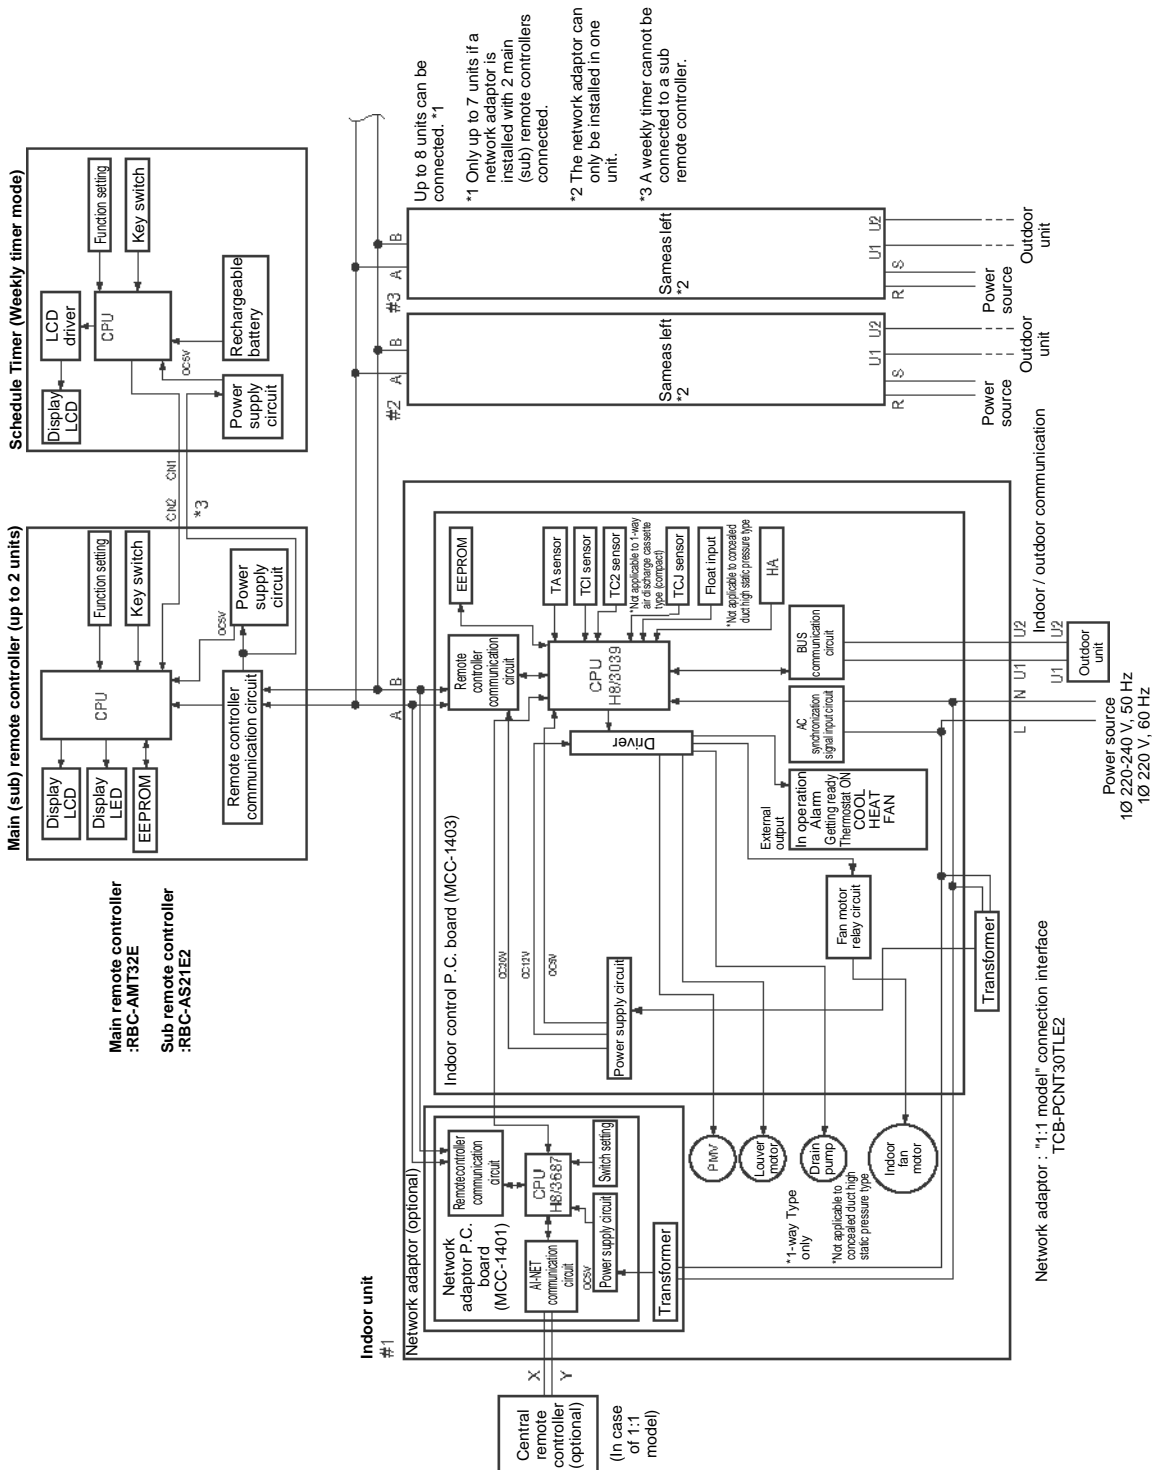 Main (sub) remote controller (up to 2 units)
Schedule Timer (Weekly timer mode)
Main remote controller
:RBC-AMT32E
Sub remote controller
:RBC-AS21E2
Display
LCD
Display
LED
EEPROM
CPU
Function setting
Key switch
DC5V
Power
supply
circuit
Remote controller
communication circuit
CN2
CN1
*3
Display
LCD
LCD
driver
CPU
Function setting
Key switch
DC5V
Power
supply
circuit
Rechargeable
battery
Up to 8 units can be
connected. *1
*1 Only up to 7 units if a
network adaptor is
installed with 2 main
(sub) remote controllers
connected.
*2 The network adaptor can
only be installed in one
unit.
*3 A weekly timer cannot be
connected to a sub
remote controller.
Indoor unit
#1
A
B
#2
A
B
#3
A
B
Network adaptor (optional)
Network
adaptor P.C.
board
(MCC-1401)
Remotecontroller
communication
circuit
CPU
H8/3687
AI-NET
communication
circuit
Switch setting
DC5V
Power supply circuit
Transformer
X
Y
Central
remote
controller
(optional)
(In case
of 1:1
model)
Indoor control P.C. board (MCC-1403)
DC20V
DC12V
DC5V
Power supply circuit
Remote
controller
communication
circuit
EEPROM
CPU
H8/3039
Driver
TA sensor
TCI sensor
TC2 sensor
*Not applicable to 1-way
air discharge cassette
type (compact)
TCJ sensor
Float input
*Not applicable to concealed
duct high static pressure type
HA
External
output
In operation
Alarm
Getting ready
Thermostat ON
COOL
HEAT
FAN
AC
synchronization
signal input circuit
BUS
communication
circuit
Fan motor
relay circuit
Transformer
PMV
Louver
motor
Drain
pump
Indoor
fan
motor
*1-way Type
only
*Not applicable to
concealed duct high
static pressure type
Sameas left
*2
R
S
U1
U2
Power
source
Outdoor
unit
Sameas left
*2
R
S
U1
U2
Power
source
Outdoor
unit
L
N
U1
U2
Indoor / outdoor communication
U1
U2
Outdoor
unit
Power source
1Ø 220-240 V, 50 Hz
1Ø 220 V, 60 Hz
Network adaptor : "1:1 model" connection interface
TCB-PCNT30TLE2